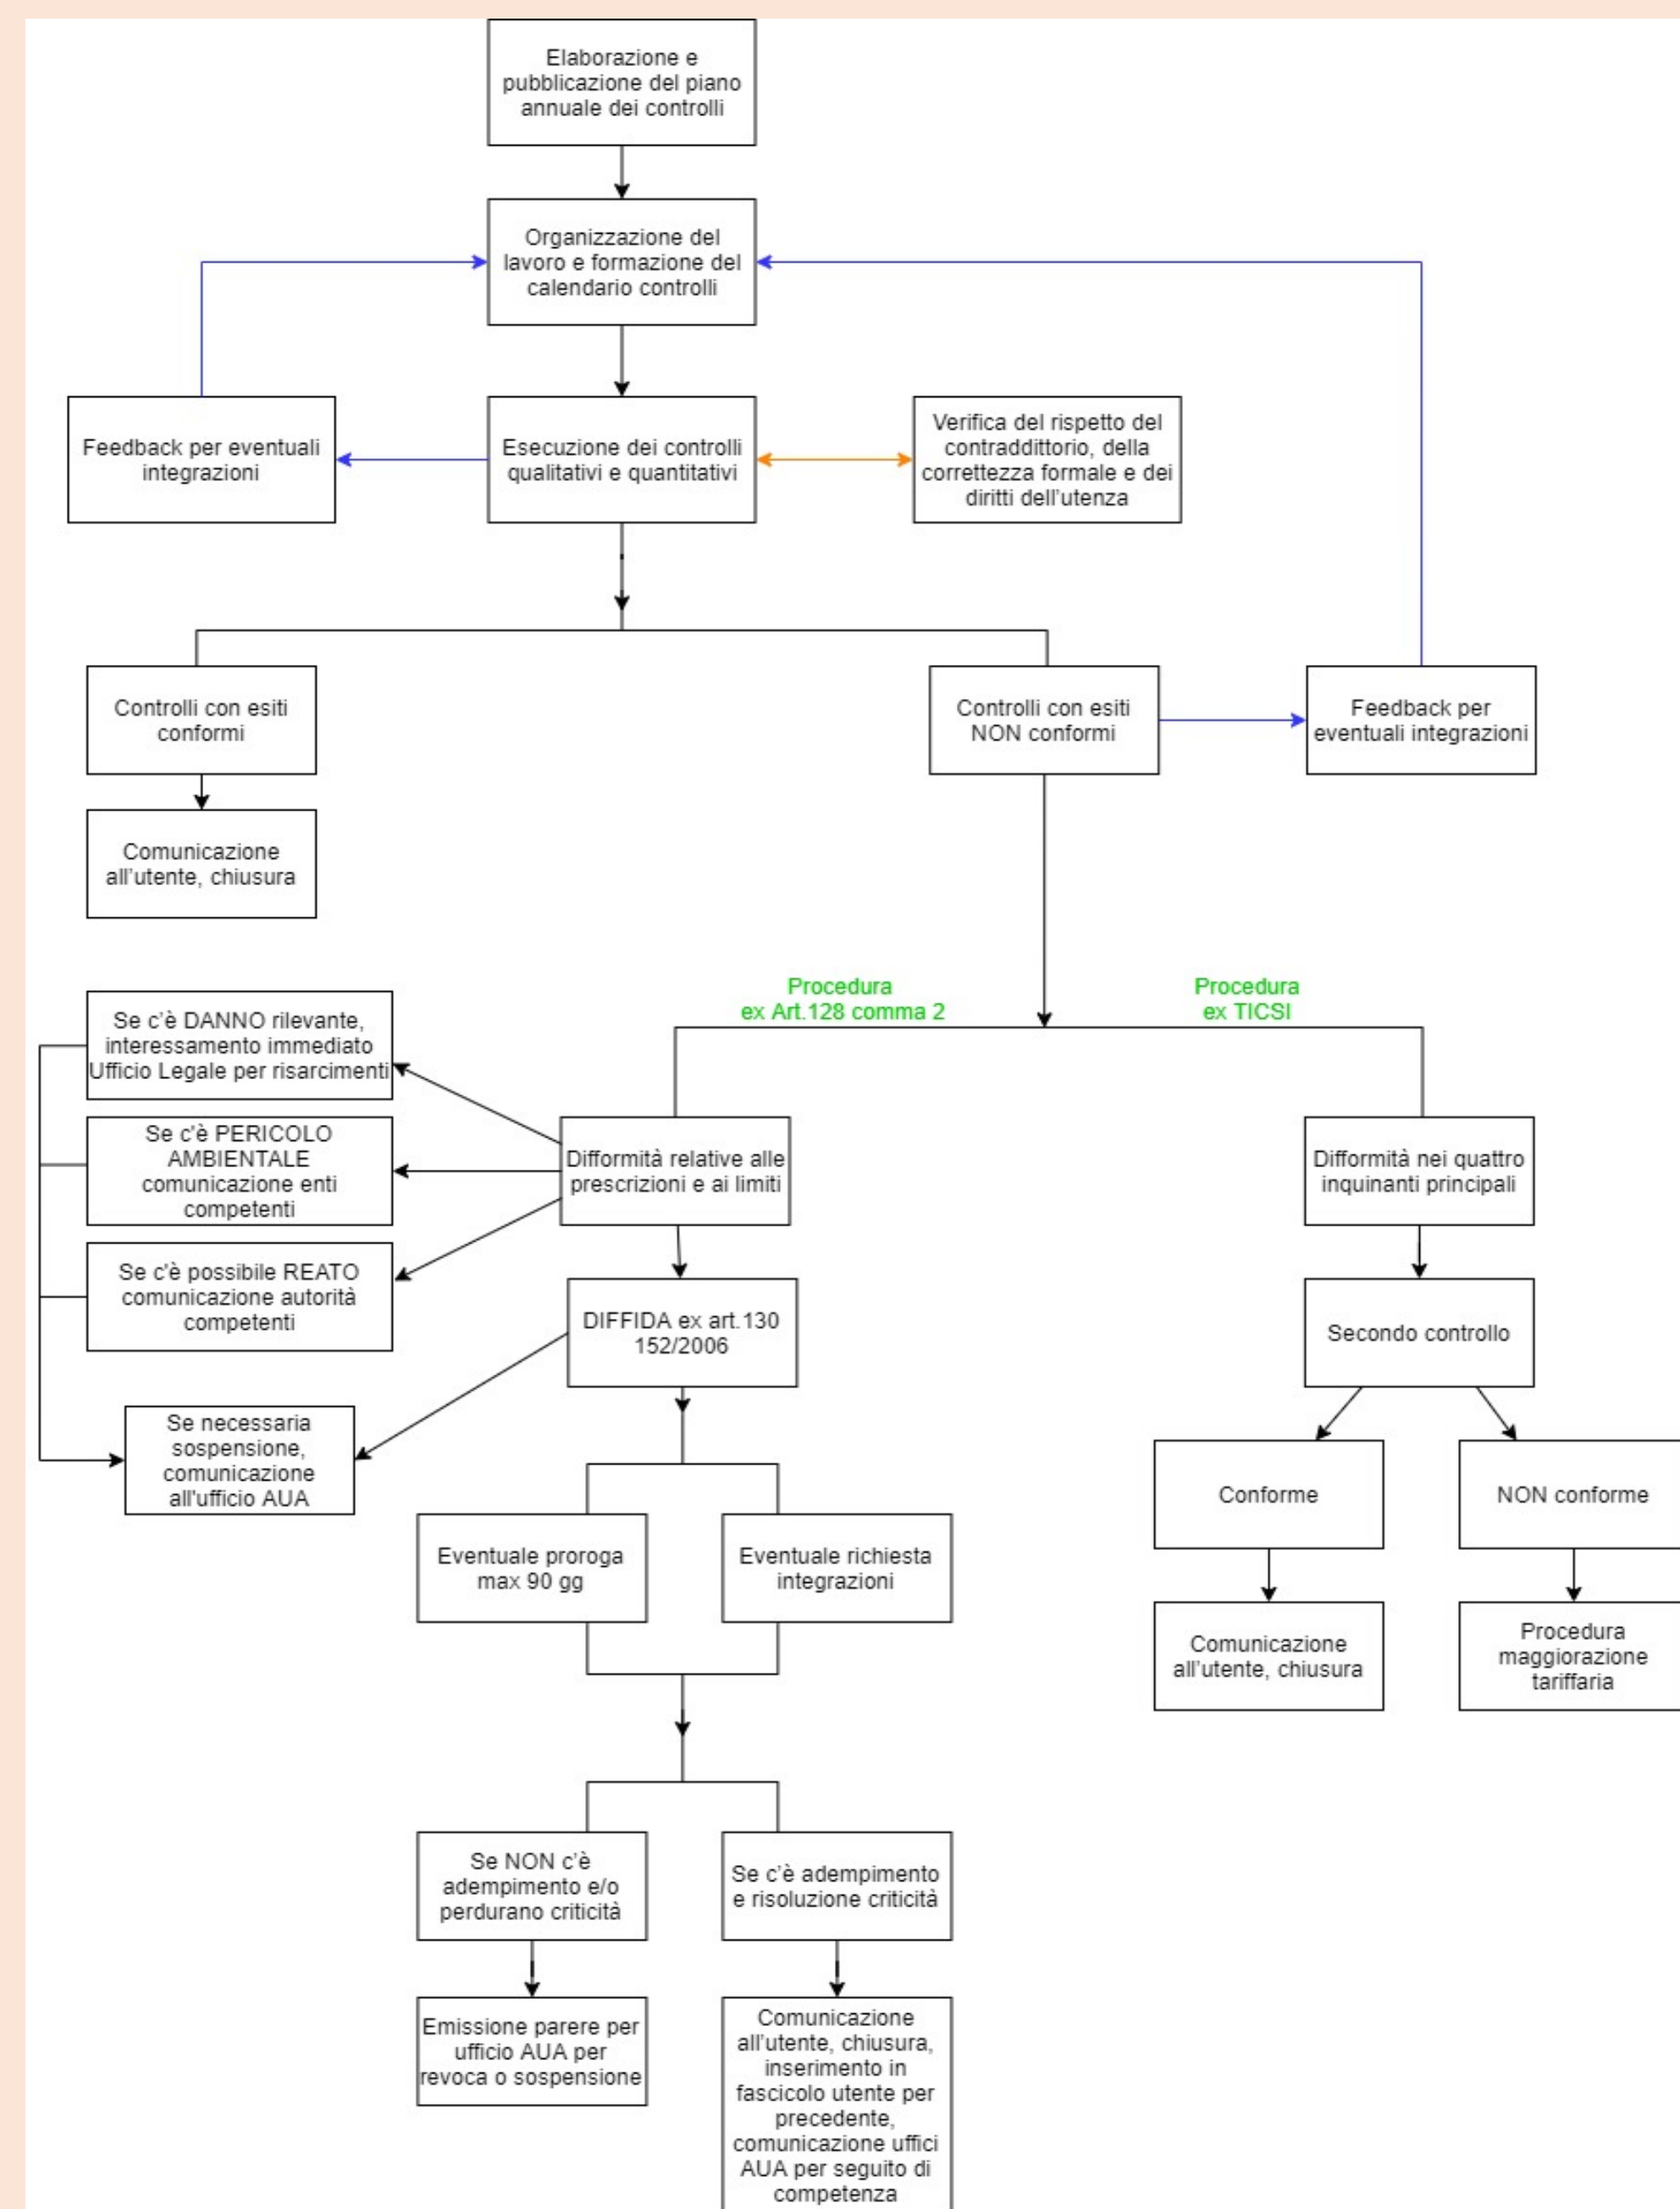 Elaborazione e
pubblicazione del piano
annuale dei controlli
Organizzazione del
lavoro e formazione del
calendario controlli
Feedback per eventuali
integrazioni
Esecuzione dei controlli
qualitativi e quantitativi
Verifica del rispetto del
contraddittorio, della
correttezza formale e dei
diritti dell'utenza
Controlli con esiti
conformi
Controlli con esiti
NON conformi
Feedback per
eventuali integrazioni
Comunicazione
all'utente, chiusura
Procedura
ex Art.128 comma 2
Procedura
ex TICSI
Se c'è DANNO rilevante,
interessamento immediato
Ufficio Legale per risarcimenti
Se c'è PERICOLO
AMBIENTALE
comunicazione enti
competenti
Se c'è possibile REATO
comunicazione autorità
competenti
Difformità relative alle
prescrizioni e ai limiti
Difformità nei quattro
inquinanti principali
DIFFIDA ex art.130
152/2006
Secondo controllo
Se necessaria
sospensione,
comunicazione
all'ufficio AUA
Conforme
NON conforme
Eventuale proroga
max 90 gg
Eventuale richiesta
integrazioni
Comunicazione
all'utente, chiusura
Procedura
maggiorazione
tariffaria
Se NON c'è
adempimento e/o
perdurano criticità
Se c'è adempimento
e risoluzione criticità
Emissione parere per
ufficio AUA per
revoca o sospensione
Comunicazione
all'utente, chiusura,
inserimento in
fascicolo utente per
precedente,
comunicazione uffici
AUA per seguito di
competenza